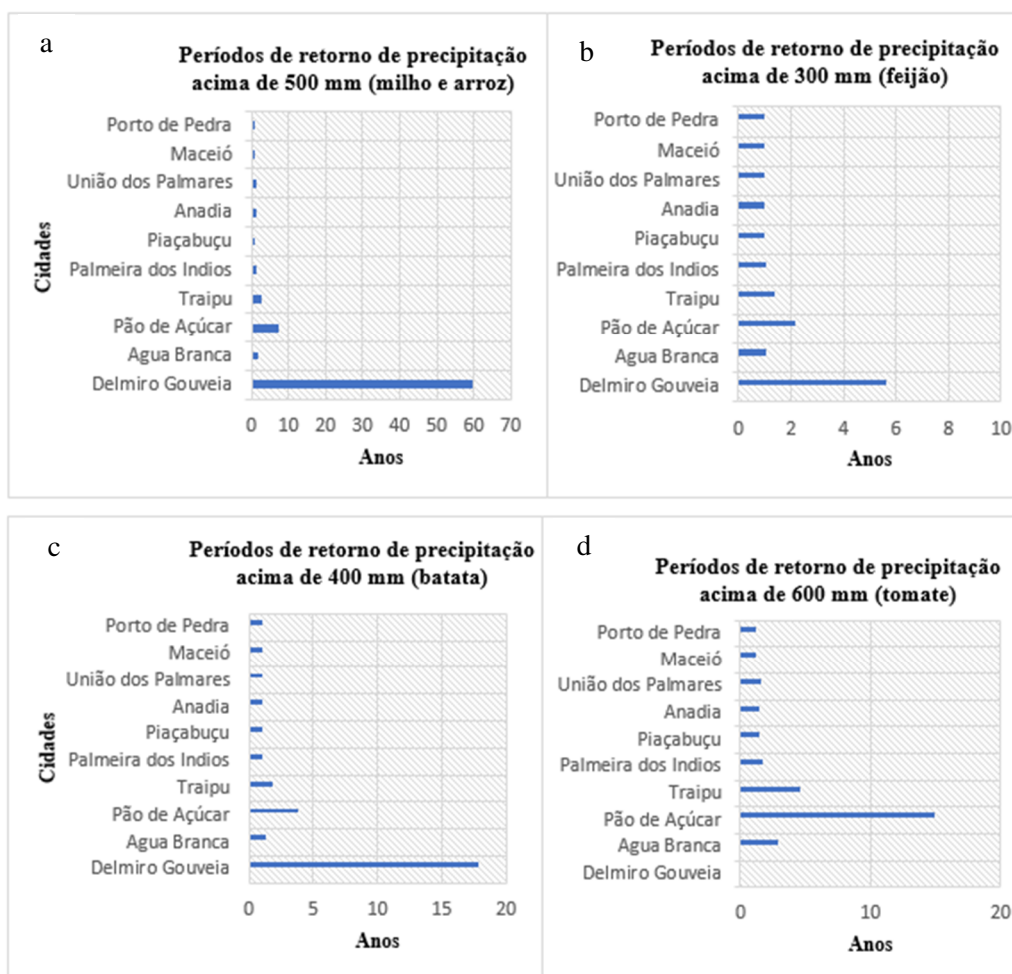 a
Períodos de retorno de precipitação
acima de 500 mm (milho e arroz)
Cidades
Porto de Pedra
Maceió
União dos Palmares
Anadia
Piaçabuçu
Palmeira dos Indios
Traipu
Pão de Açúcar
Agua Branca
Delmiro Gouveia
0 10 20 30 40 50 60 70
Anos
b
Períodos de retorno de precipitação
acima de 300 mm (feijão)
Porto de Pedra
Maceió
União dos Palmares
Anadia
Piaçabuçu
Palmeira dos Indios
Traipu
Pão de Açúcar
Agua Branca
Delmiro Gouveia
0 2 4 6 8 10
Anos
c
Períodos de retorno de precipitação
acima de 400 mm (batata)
Cidades
Porto de Pedra
Maceió
União dos Palmares
Anadia
Piaçabuçu
Palmeira dos Indios
Traipu
Pão de Açúcar
Agua Branca
Delmiro Gouveia
0 5 10 15 20
Anos
d
Períodos de retorno de precipitação
acima de 600 mm (tomate)
Porto de Pedra
Maceió
União dos Palmares
Anadia
Piaçabuçu
Palmeira dos Indios
Traipu
Pão de Açúcar
Agua Branca
Delmiro Gouveia
0 10 20
Anos